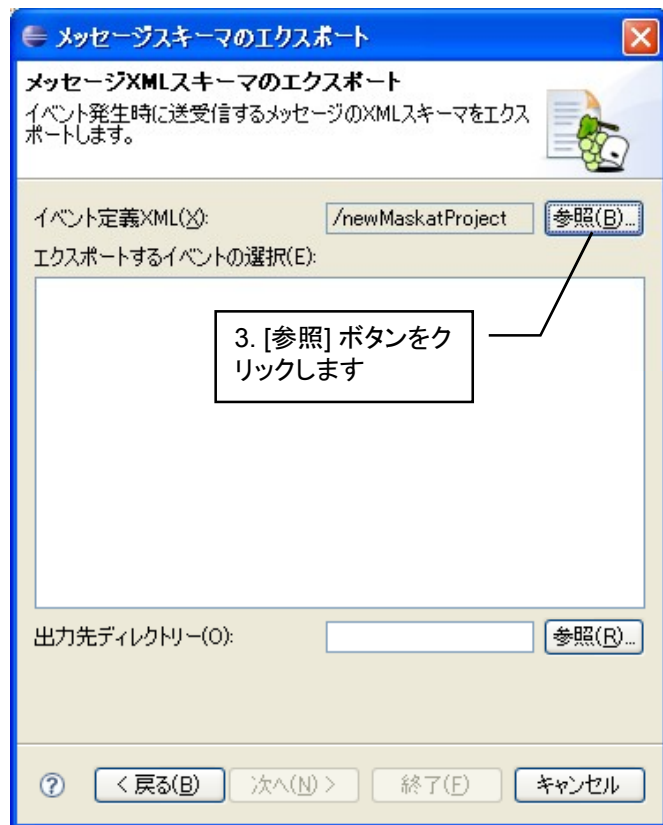 メッセージスキーマのエクスポート
メッセージXMLスキーマのエクスポート
イベント発生時に送受信するメッセージのXMLスキーマをエクス
ポートします。
イベント定義XML(X): /newMaskatProject 参照(B)...
エクスポートするイベントの選択(E):
3. [参照] ボタンをク
リックします
出力先ディレクトリー(O): 参照(R)...
< 戻る(B) 次へ(N) > 終了(F) キャンセル